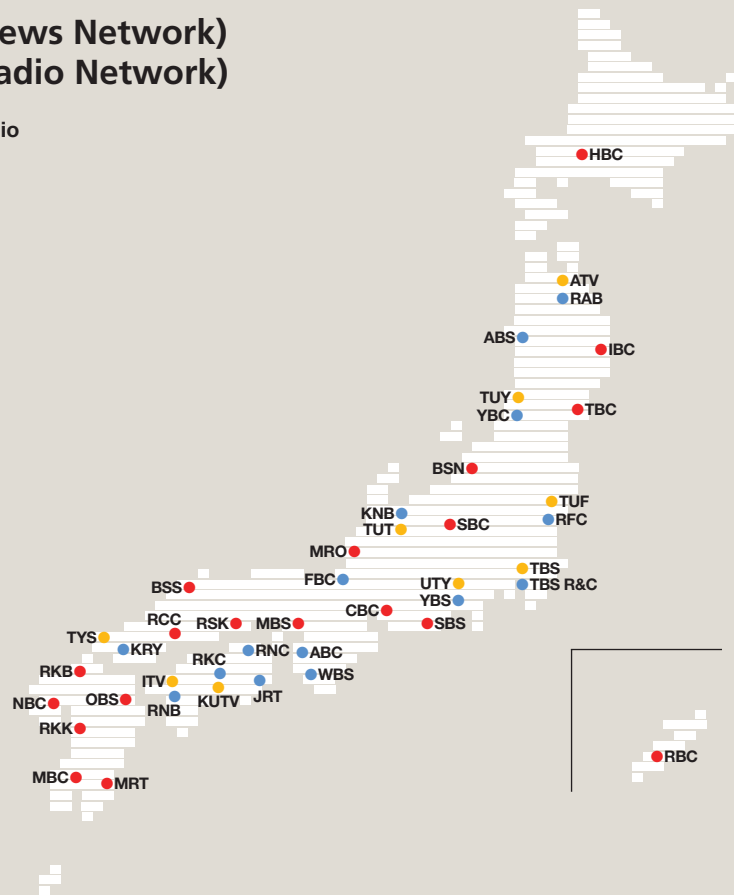 ews Network)
adio Network)
io
HBC
ATV
RAB
ABS
IBC
TUY
YBC
TBC
BSN
TUF
KNB
RFC
TUT
SBC
MRO
TBS
FBC
UTY
TBS R&C
BSS
YBS
CBC
RCC
RSK
MBS
SBS
TYS
KRY
RNC
ABC
RKC
RKB
ITV
WBS
JRT
NBC
OBS
RNB
KUTV
RKK
RBC
MBC
MRT